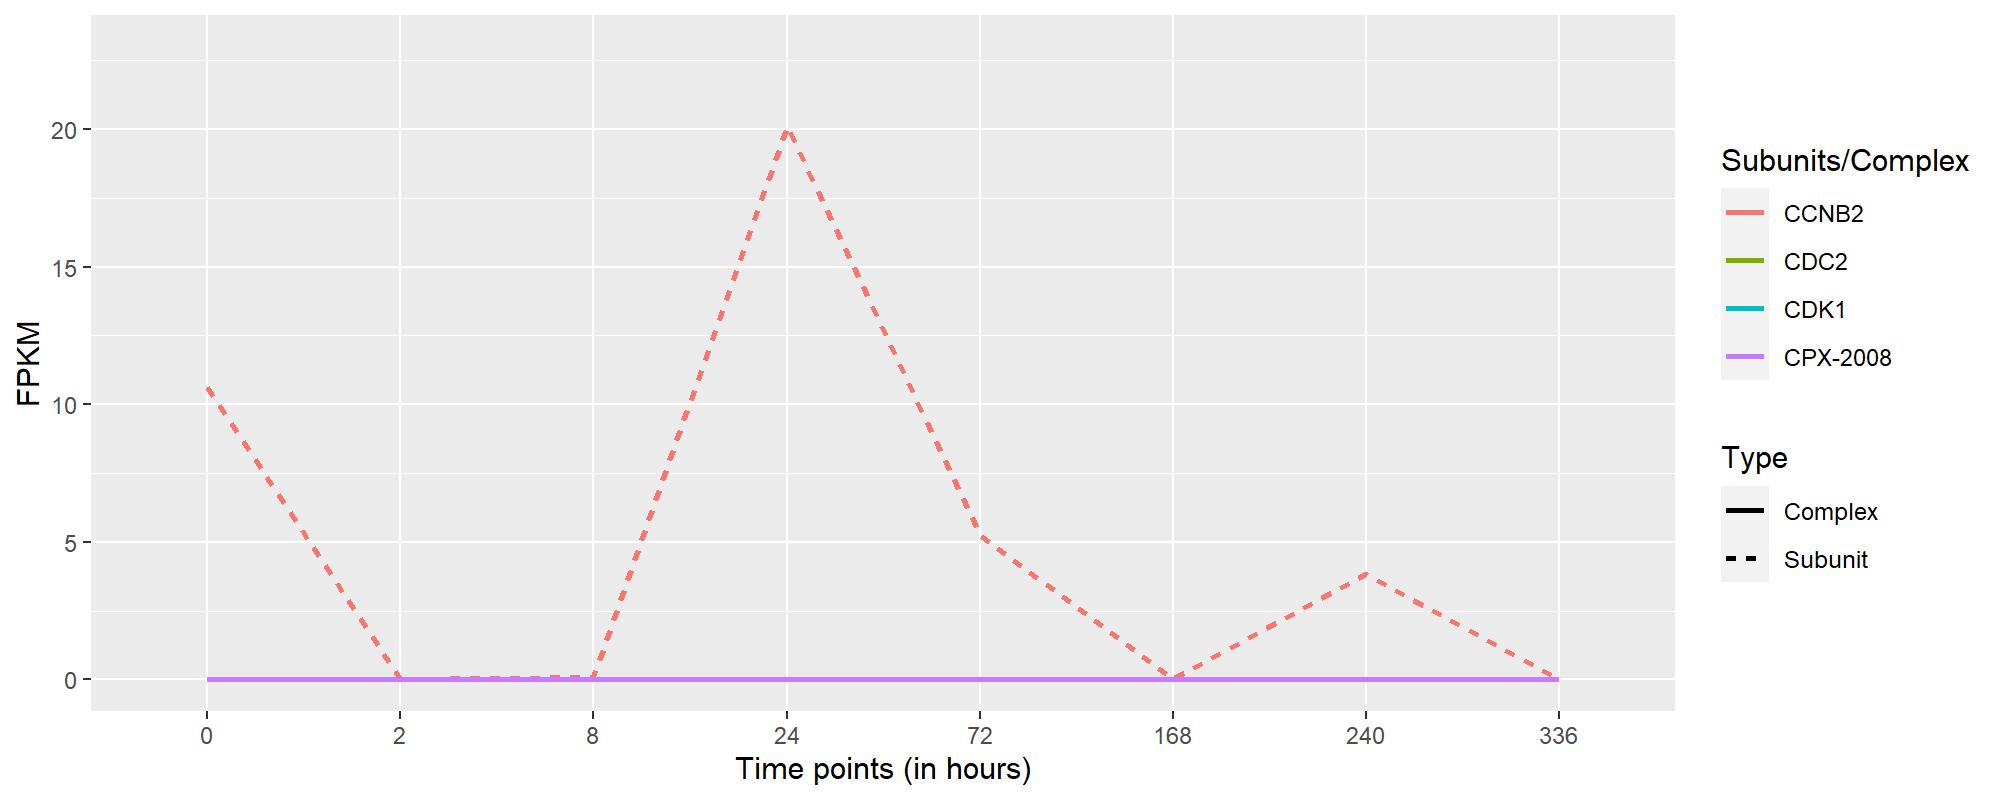 20
15
10
5
0
FPKM
0 2 8 24 72 168 240 336
Time points (in hours)
Subunits/Complex
CCNB2
CDC2
CDK1
CPX-2008
Type
Complex
Subunit